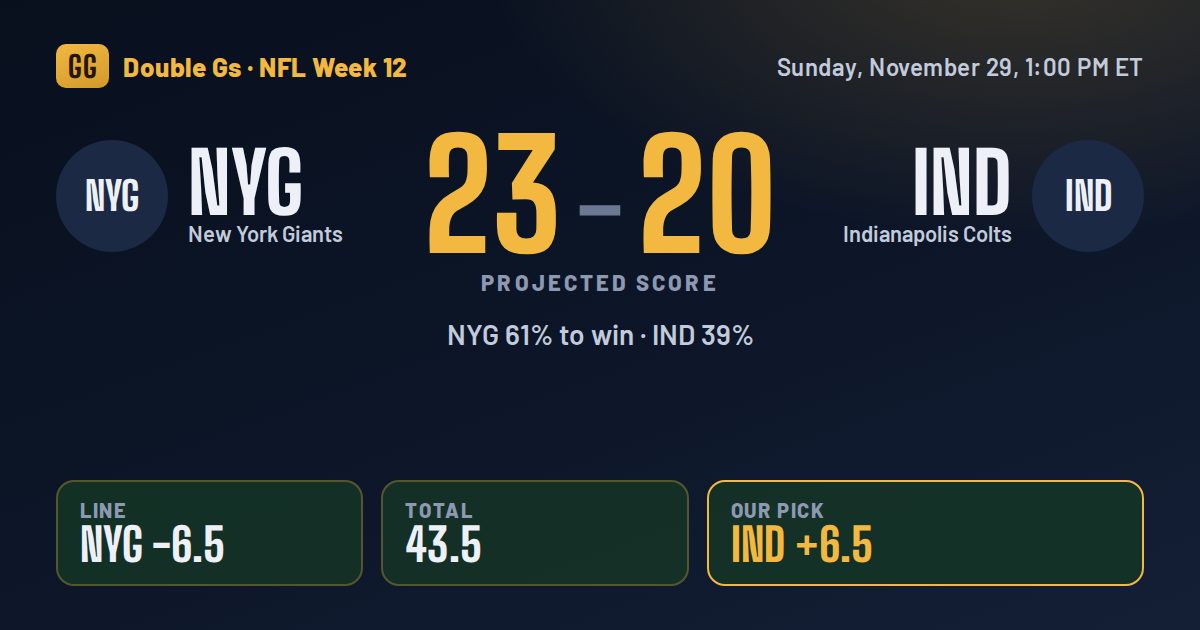 GG Double Gs · NFL Week 12
Sunday, November 29, 1:00 PM ET
NYG
NYG
New York Giants
23 – 20
PROJECTED SCORE
NYG 61% to win · IND 39%
IND
Indianapolis Colts
IND
LINE
NYG −6.5
TOTAL
43.5
OUR PICK
IND +6.5